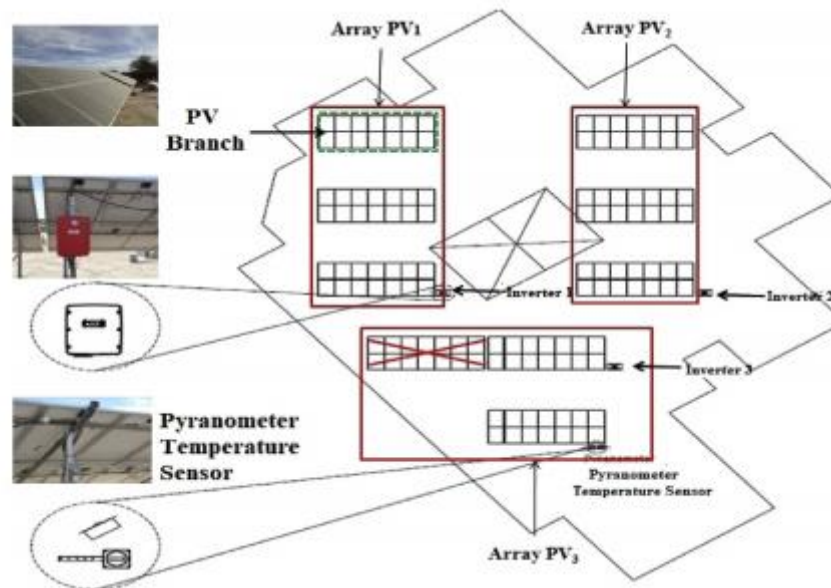 Array PV1
Array PV2
PV
Branch
Inverter 1
Inverter 2
Inverter 3
Pyranometer
Temperature
Sensor
Pyranometer
Pyranometer
Temperature Sensor
Array PV3